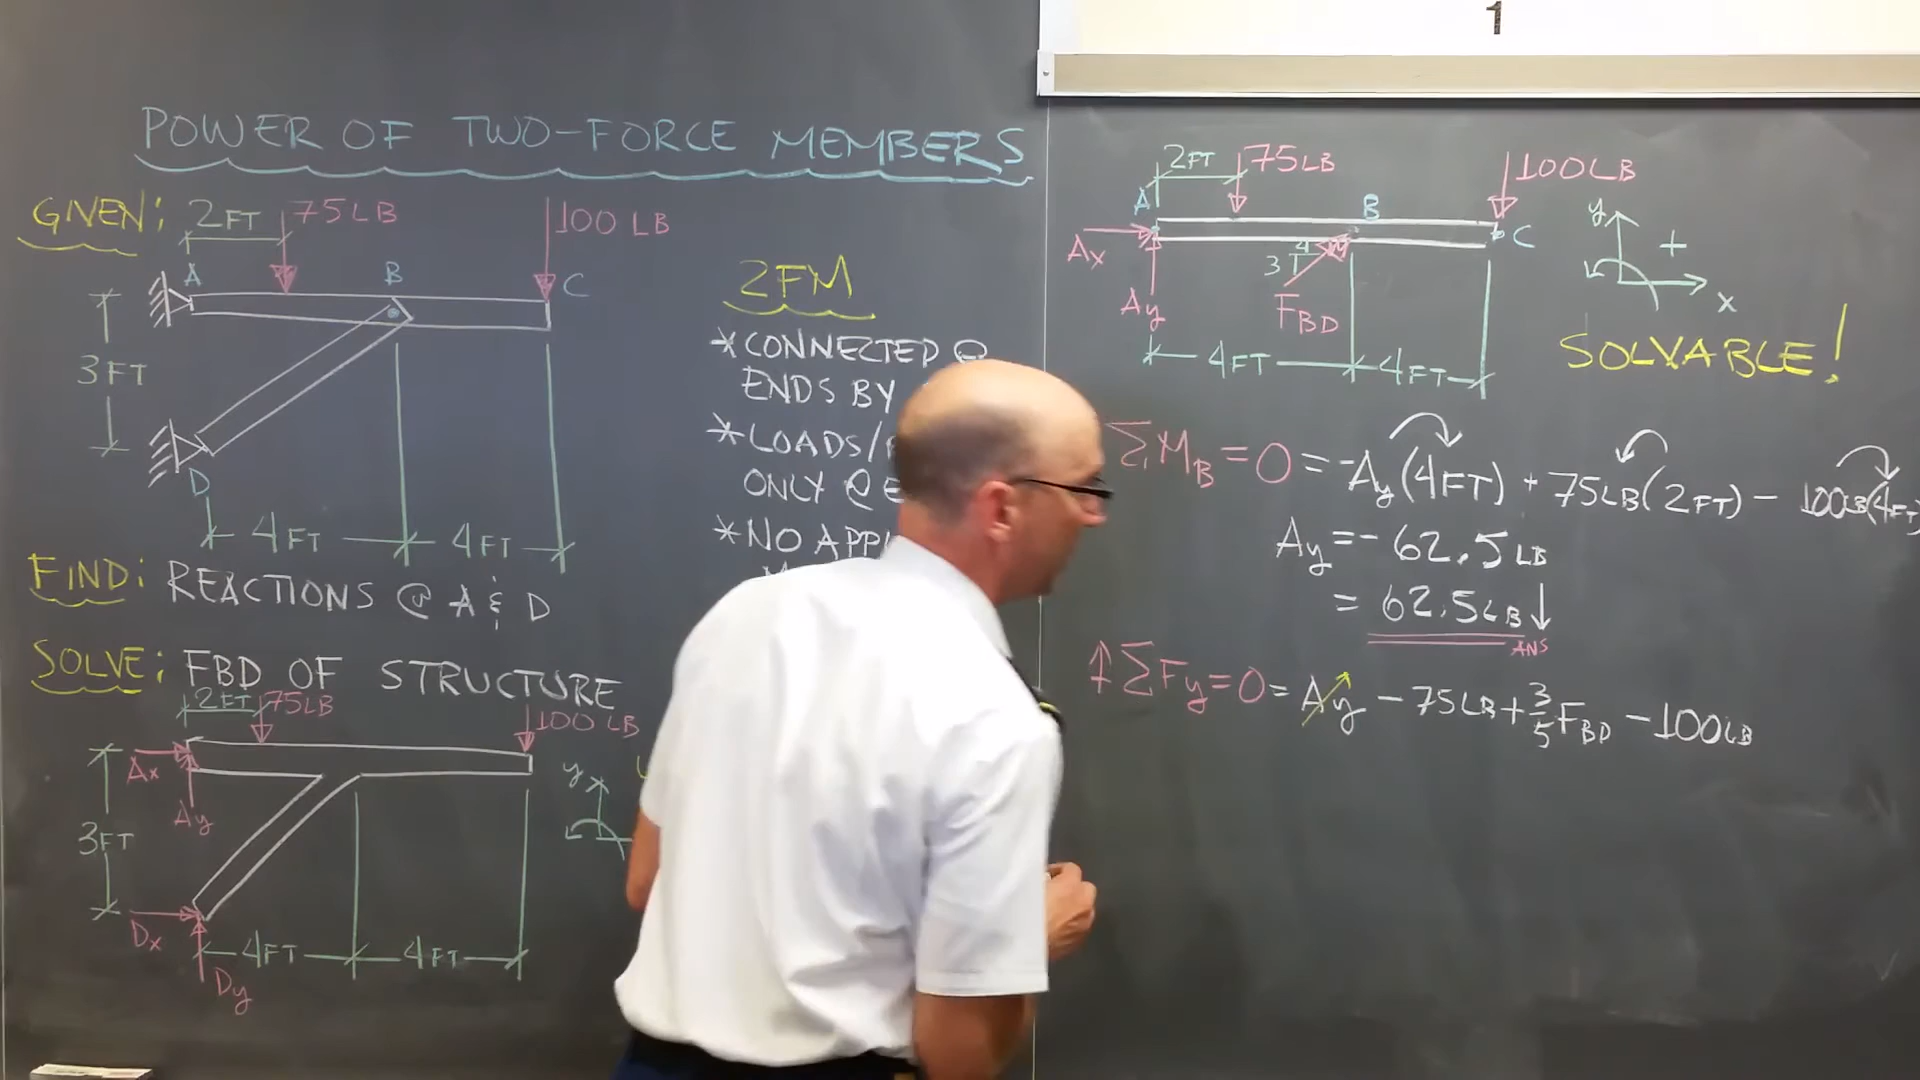 1
POWER OF TWO-FORCE MEMBERS
GIVEN:
2FT 75LB 100 LB
A B C
3FT
D
4FT 4FT
FIND: REACTIONS @ A & D
SOLVE: FBD OF STRUCTURE
2FT 75LB 100 LB
Ax
Ay
y
3FT
Dx
4FT 4FT
Dy
2FM
*CONNECTED @
ENDS BY
*LOADS/
ONLY @
*NO APPL
2FT 75LB 100LB
A B C
Ax
4
3
Ay FBD
4FT 4FT
y +
x
SOLVABLE!
ΣMB = 0 = -Ay(4FT) + 75LB(2FT) - 100LB(4FT)
Ay = -62.5LB
= 62.5LB↓
ANS
↑ΣFy = 0 = Ay - 75LB + 3/5 FBD - 100LB